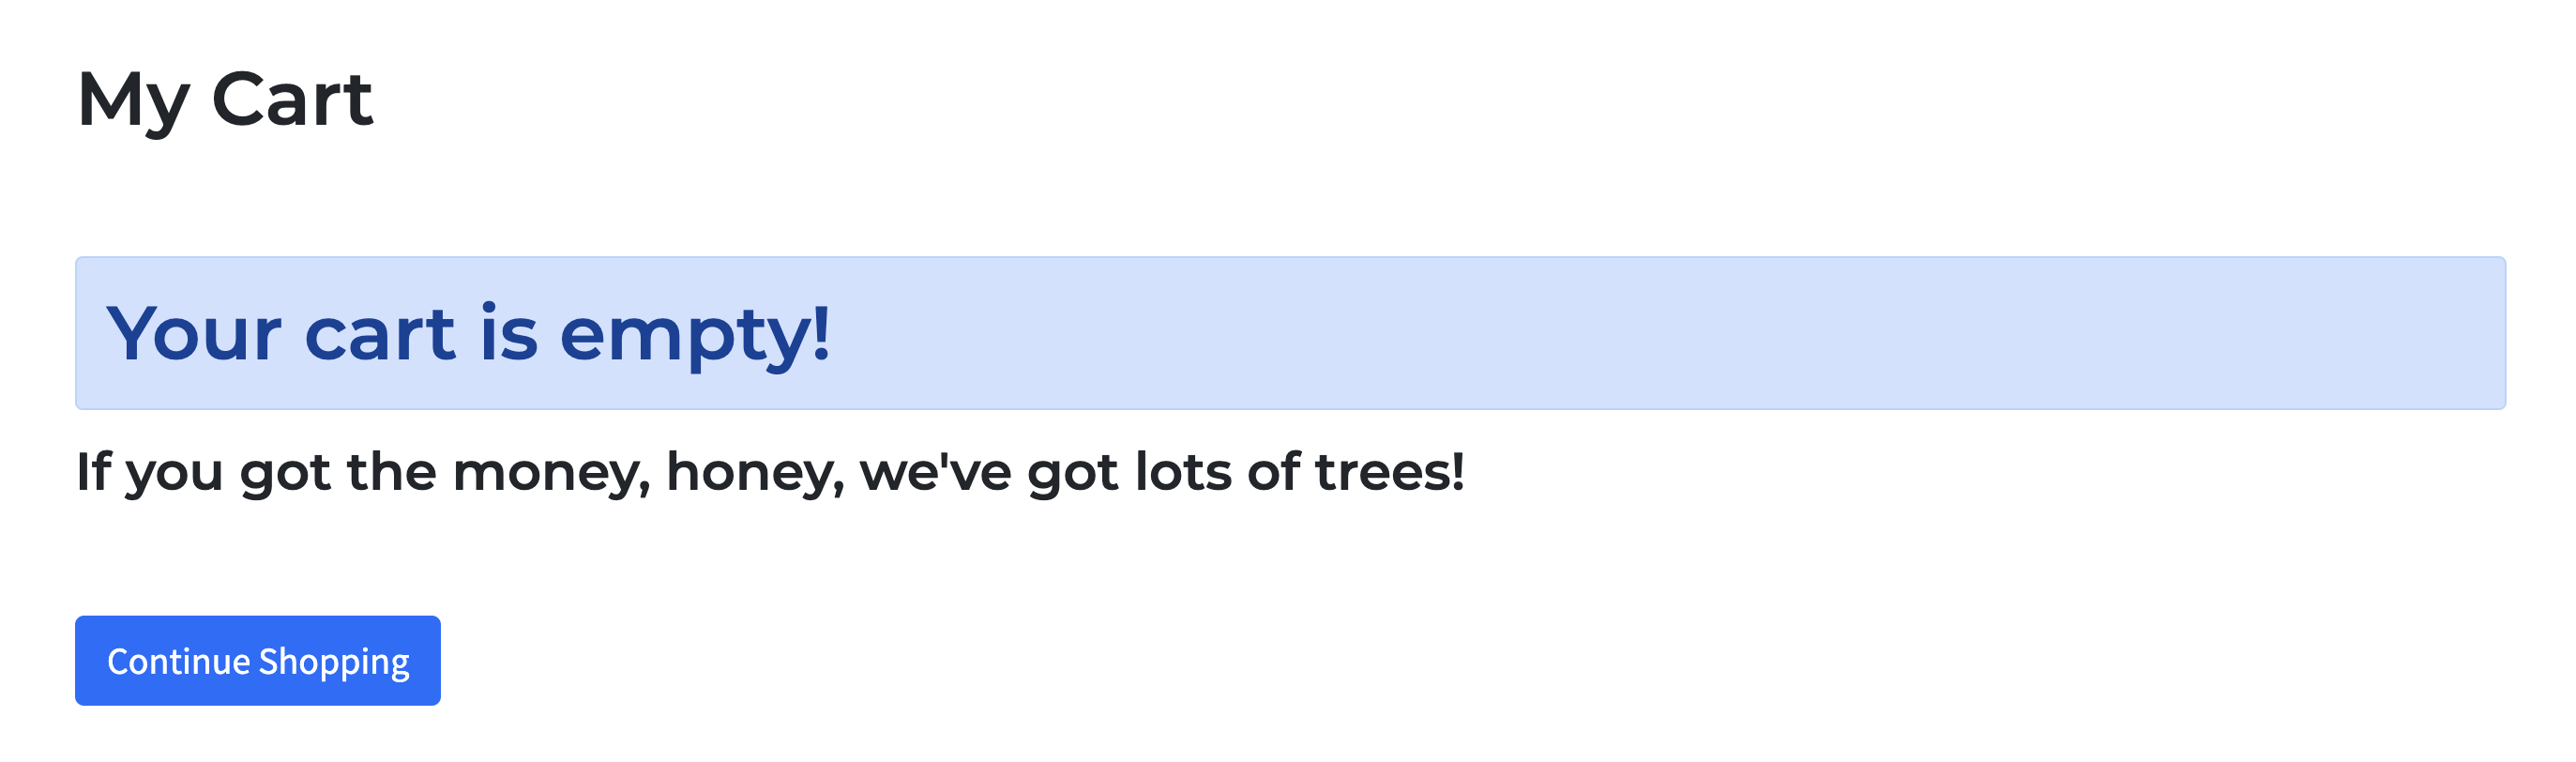 My Cart
Your cart is empty!
If you got the money, honey, we've got lots of trees!
Continue Shopping